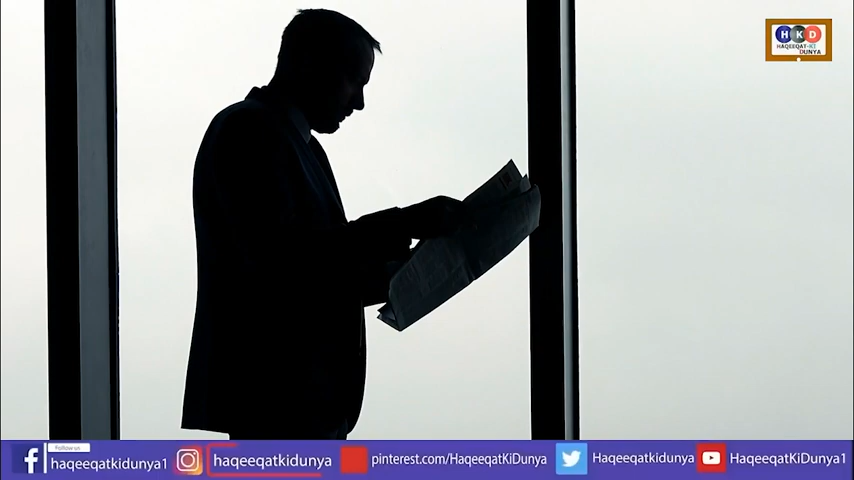 HKD
HAQEEQAT-KI
DUNYA
Follow us
haqeeqatkidunya1
haqeeqatkidunya
pinterest.com/HaqeeqatKiDunya
HaqeeqatKiDunya
HaqeeqatKiDunya1